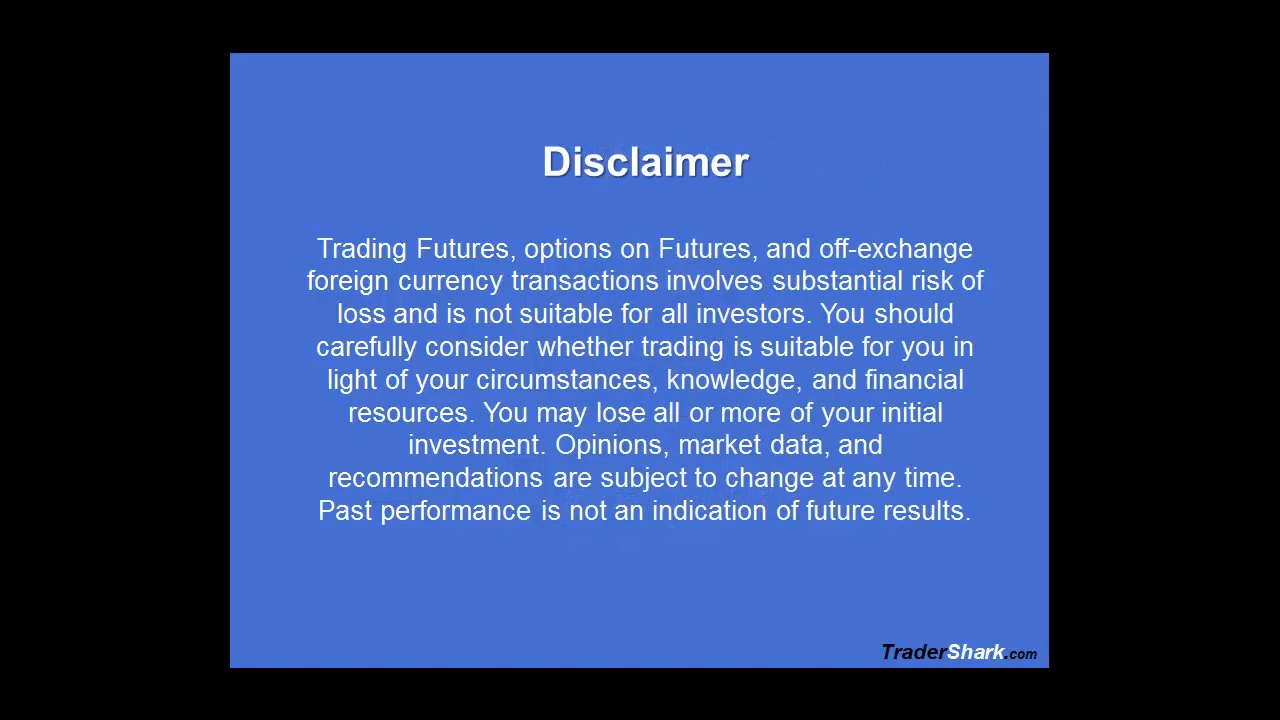 Disclaimer
Trading Futures, options on Futures, and off-exchange
foreign currency transactions involves substantial risk of
loss and is not suitable for all investors. You should
carefully consider whether trading is suitable for you in
light of your circumstances, knowledge, and financial
resources. You may lose all or more of your initial
investment. Opinions, market data, and
recommendations are subject to change at any time.
Past performance is not an indication of future results.
TraderShark.com